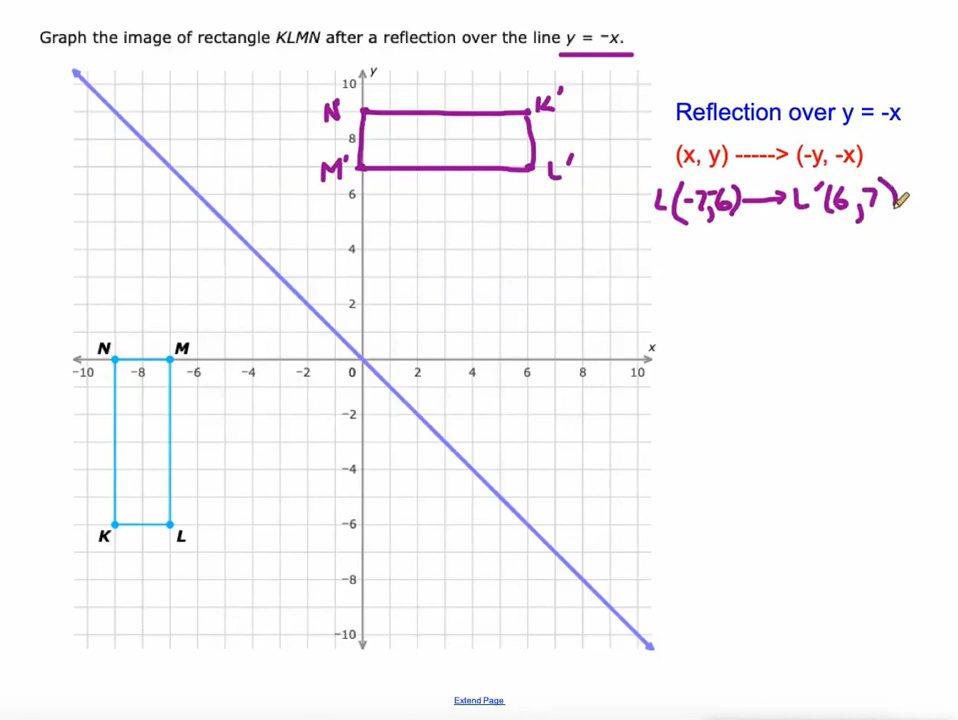 Graph the image of rectangle KLMN after a reflection over the line y = −x.
y
10
8
6
4
2
N' K'
M' L'
Reflection over y = -x
(x, y) -----> (-y, -x)
L(-7,-6) → L'(6,7)
N M
x
−10 −8 −6 −4 −2 0 2 4 6 8 10
−2
−4
−6
−8
−10
K L
Extend Page